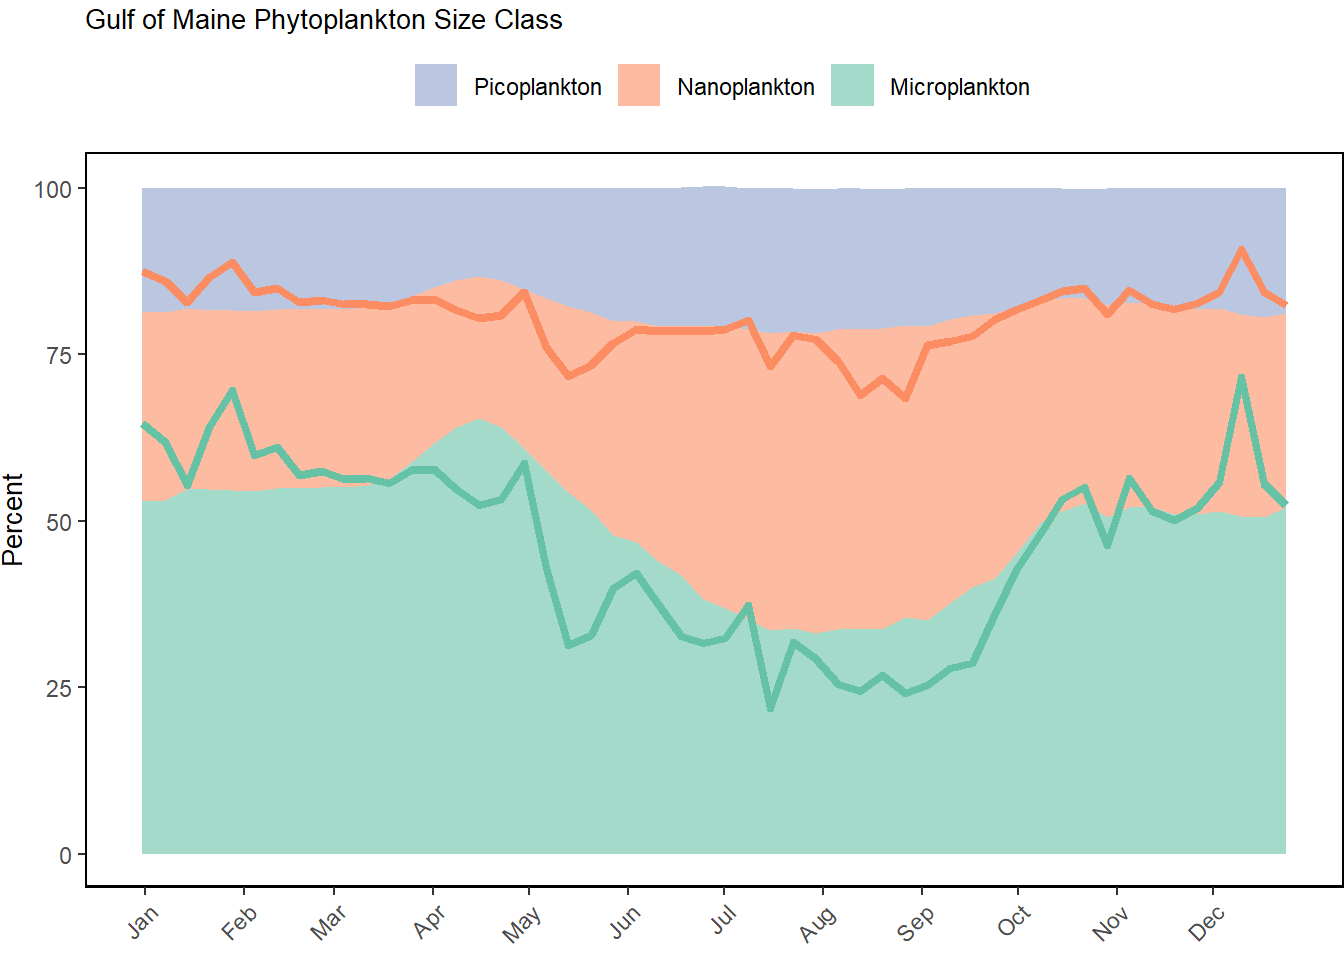 Gulf of Maine Phytoplankton Size Class
Picoplankton Nanoplankton Microplankton
Percent
100
75
50
25
0
Jan Feb Mar Apr May Jun Jul Aug Sep Oct Nov Dec